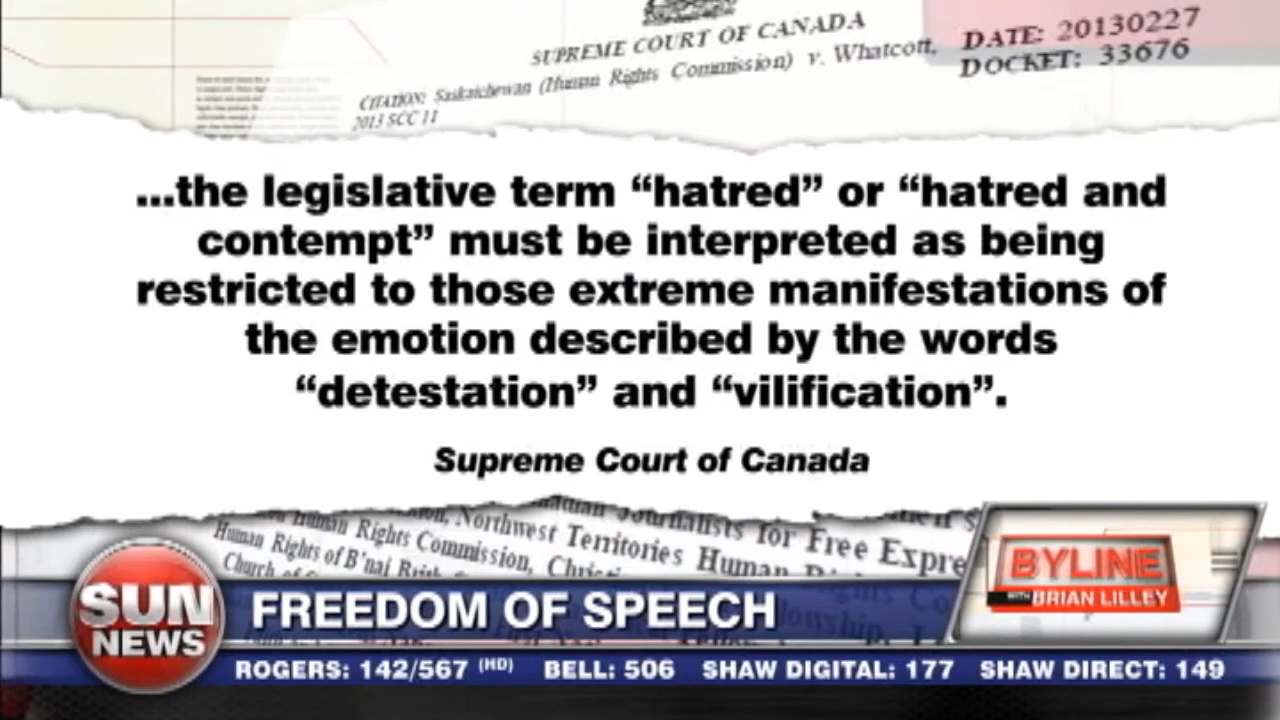 SUPREME COURT OF CANADA
CITATION: Saskatchewan (Human Rights Commission) v. Whatcott,
2013 SCC 11
DATE: 20130227
DOCKET: 33676
...the legislative term “hatred” or “hatred and
contempt” must be interpreted as being
restricted to those extreme manifestations of
the emotion described by the words
“detestation” and “vilification”.
Supreme Court of Canada
Journalists for Free Expre
Human Rights Commission, Northwest Territories Human
Human Rights of B'nai
Church of
SUN
NEWS
FREEDOM OF SPEECH
BYLINE
WITH BRIAN LILLEY
ROGERS: 142/567 (HD) BELL: 506 SHAW DIGITAL: 177 SHAW DIRECT: 149